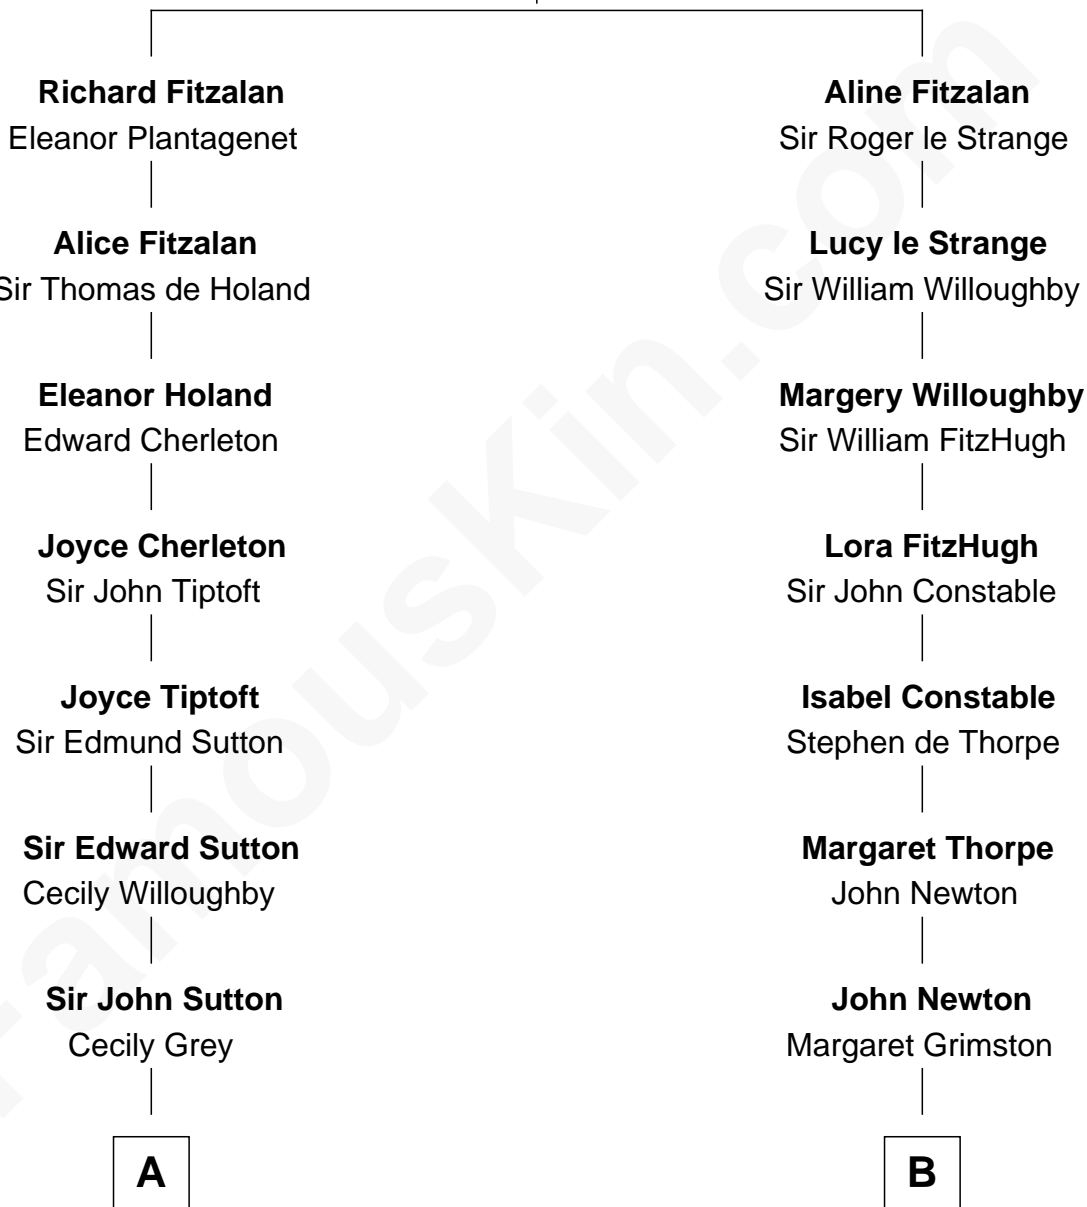 Richard Fitzalan
Eleanor Plantagenet
Alice Fitzalan
Sir Thomas de Holand
Eleanor Holand
Edward Cherleton
Joyce Cherleton
Sir John Tiptoft
Joyce Tiptoft
Sir Edmund Sutton
Sir Edward Sutton
Cecily Willoughby
Sir John Sutton
Cecily Grey
A
Aline Fitzalan
Sir Roger le Strange
Lucy le Strange
Sir William Willoughby
Margery Willoughby
Sir William FitzHugh
Lora FitzHugh
Sir John Constable
Isabel Constable
Stephen de Thorpe
Margaret Thorpe
John Newton
John Newton
Margaret Grimston
B
FamousKin.com